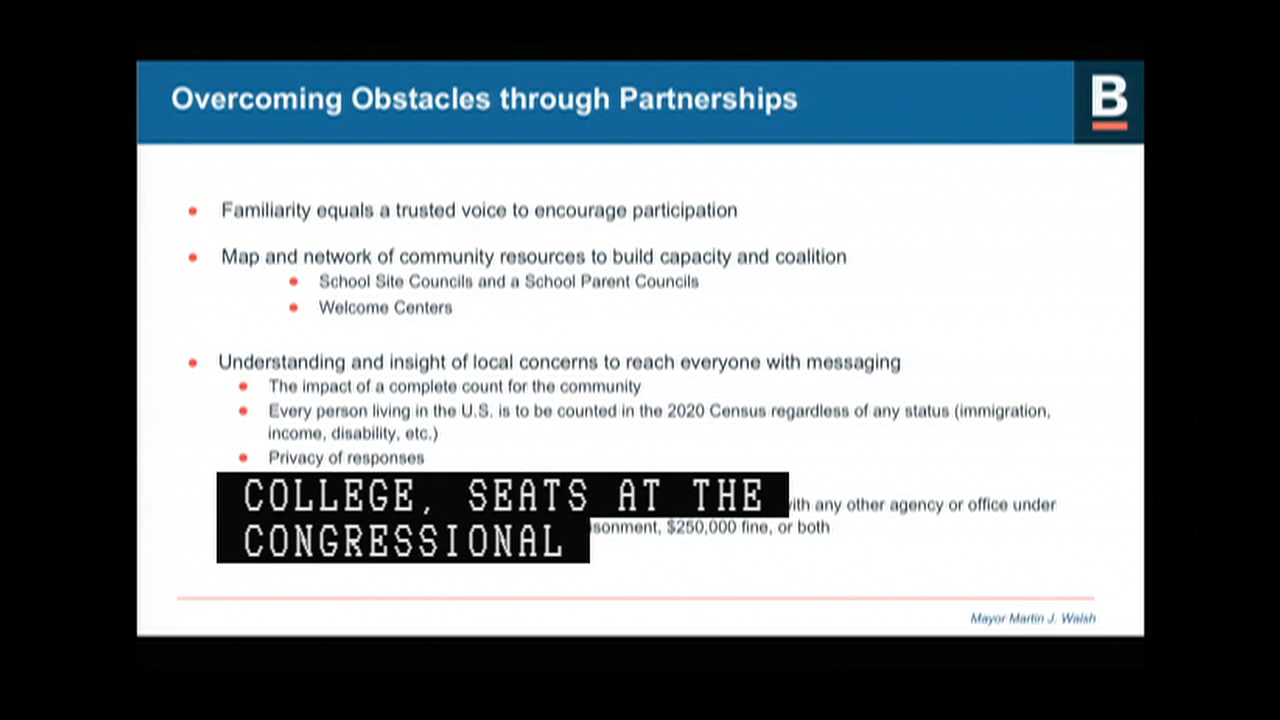 Overcoming Obstacles through Partnerships
B
Familiarity equals a trusted voice to encourage participation
Map and network of community resources to build capacity and coalition
School Site Councils and a School Parent Councils
Welcome Centers
Understanding and insight of local concerns to reach everyone with messaging
The impact of a complete count for the community
Every person living in the U.S. is to be counted in the 2020 Census regardless of any status (immigration,
income, disability, etc.)
Privacy of responses
COLLEGE, SEATS AT THE
any other agency or office under
CONGRESSIONAL
$250,000 fine, or both
Mayor Martin J. Walsh